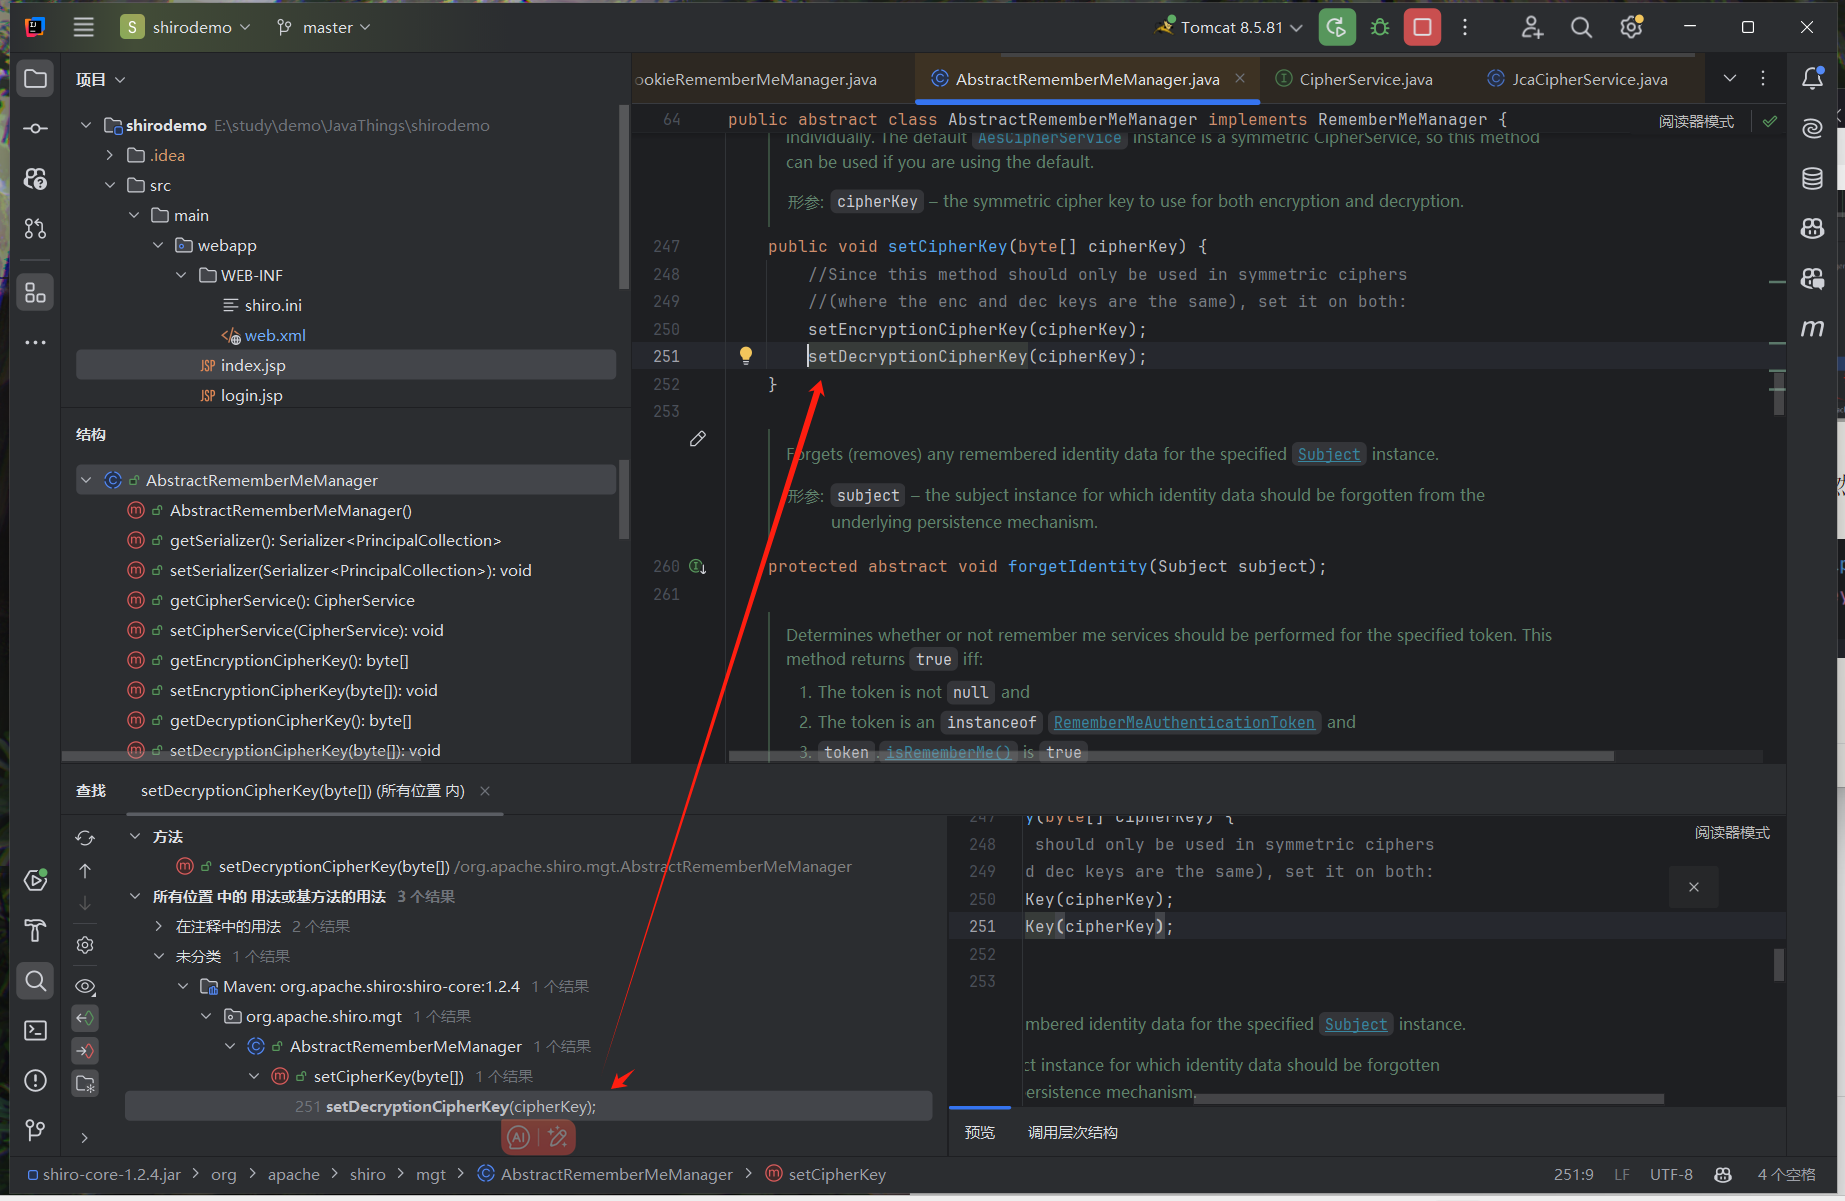 S shirodemo master Tomcat 8.5.81
项目
shirodemo E:\study\demo\JavaThings\shirodemo
.idea
src
main
webapp
WEB-INF
shiro.ini
web.xml
JSP index.jsp
JSP login.jsp
结构
AbstractRememberMeManager
AbstractRememberMeManager()
getSerializer(): Serializer<PrincipalCollection>
setSerializer(Serializer<PrincipalCollection>): void
getCipherService(): CipherService
setCipherService(CipherService): void
getEncryptionCipherKey(): byte[]
setEncryptionCipherKey(byte[]): void
getDecryptionCipherKey(): byte[]
setDecryptionCipherKey(byte[]): void
ookieRememberMeManager.java AbstractRememberMeManager.java CipherService.java JcaCipherService.java
64 public abstract class AbstractRememberMeManager implements RememberMeManager { 阅读器模式
individually. The default AesCipherService instance is a symmetric CipherService, so this method
can be used if you are using the default.
形参: cipherKey – the symmetric cipher key to use for both encryption and decryption.
247 public void setCipherKey(byte[] cipherKey) {
248 //Since this method should only be used in symmetric ciphers
249 //(where the enc and dec keys are the same), set it on both:
250 setEncryptionCipherKey(cipherKey);
251 setDecryptionCipherKey(cipherKey);
252 }
253
Forgets (removes) any remembered identity data for the specified Subject instance.
形参: subject – the subject instance for which identity data should be forgotten from the
underlying persistence mechanism.
260 protected abstract void forgetIdentity(Subject subject);
261
Determines whether or not remember me services should be performed for the specified token. This
method returns true iff:
1. The token is not null and
2. The token is an instanceof RememberMeAuthenticationToken and
3. token.isRememberMe() is true
查找 setDecryptionCipherKey(byte[]) (所有位置 内)
方法
setDecryptionCipherKey(byte[]) /org.apache.shiro.mgt.AbstractRememberMeManager
所有位置 中的 用法或基方法的用法 3 个结果
在注释中的用法 2 个结果
未分类 1 个结果
Maven: org.apache.shiro:shiro-core:1.2.4 1 个结果
org.apache.shiro.mgt 1 个结果
AbstractRememberMeManager 1 个结果
setCipherKey(byte[]) 1 个结果
251 setDecryptionCipherKey(cipherKey);
AI
247 y(byte[] cipherKey) {
阅读器模式
248 should only be used in symmetric ciphers
249 d dec keys are the same), set it on both:
250 Key(cipherKey);
251 Key(cipherKey);
252
253
mbered identity data for the specified Subject instance.
ct instance for which identity data should be forgotten
ersistence mechanism.
预览 调用层次结构
shiro-core-1.2.4.jar org apache shiro mgt AbstractRememberMeManager setCipherKey 251:9 LF UTF-8 4 个空格